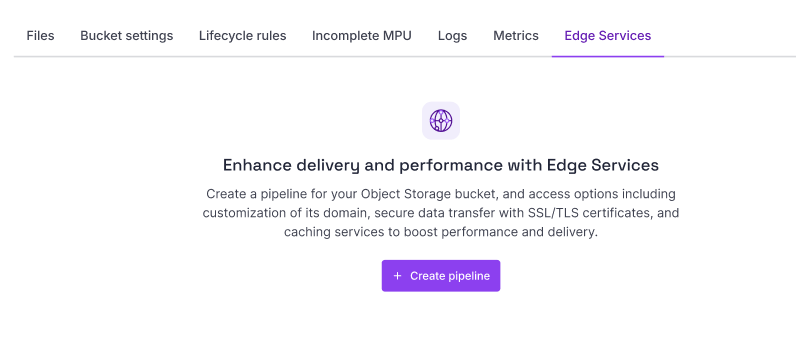 Files Bucket settings Lifecycle rules Incomplete MPU Logs Metrics Edge Services
Enhance delivery and performance with Edge Services
Create a pipeline for your Object Storage bucket, and access options including
customization of its domain, secure data transfer with SSL/TLS certificates, and
caching services to boost performance and delivery.
+ Create pipeline